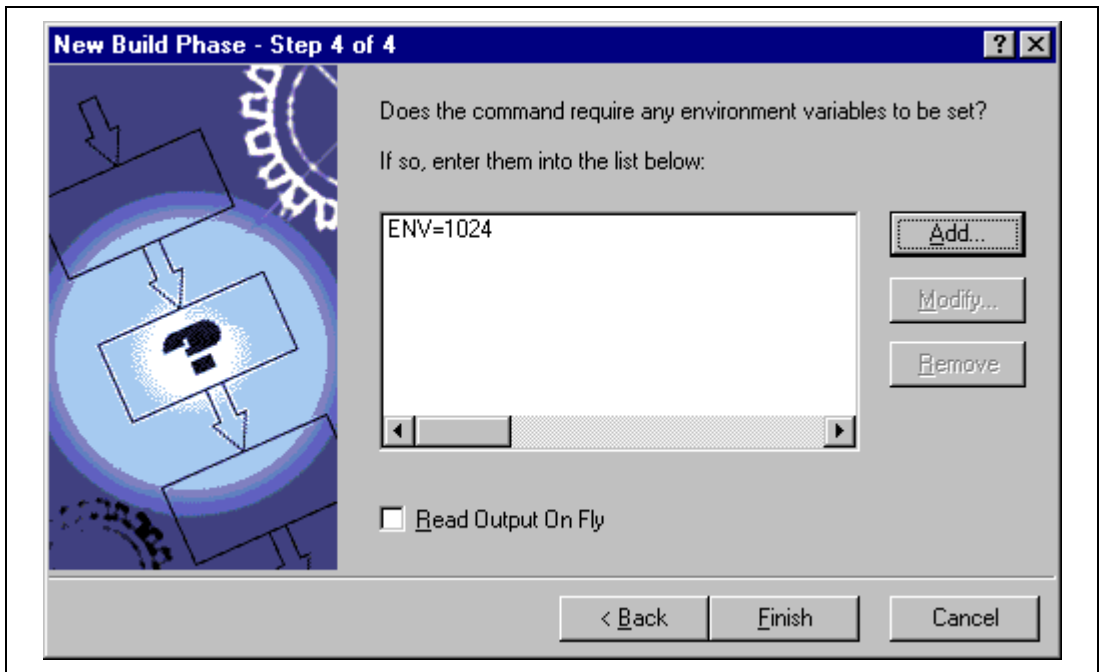 New Build Phase - Step 4 of 4
Does the command require any environment variables to be set?
If so, enter them into the list below:
ENV=1024
Add...
Modify...
Remove
Read Output On Fly
< Back
Finish
Cancel